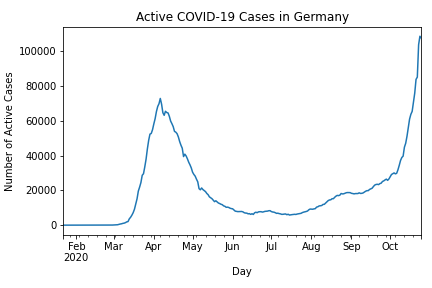 Active COVID-19 Cases in Germany
Number of Active Cases
100000
80000
60000
40000
20000
0
Feb Mar Apr May Jun Jul Aug Sep Oct
2020
Day